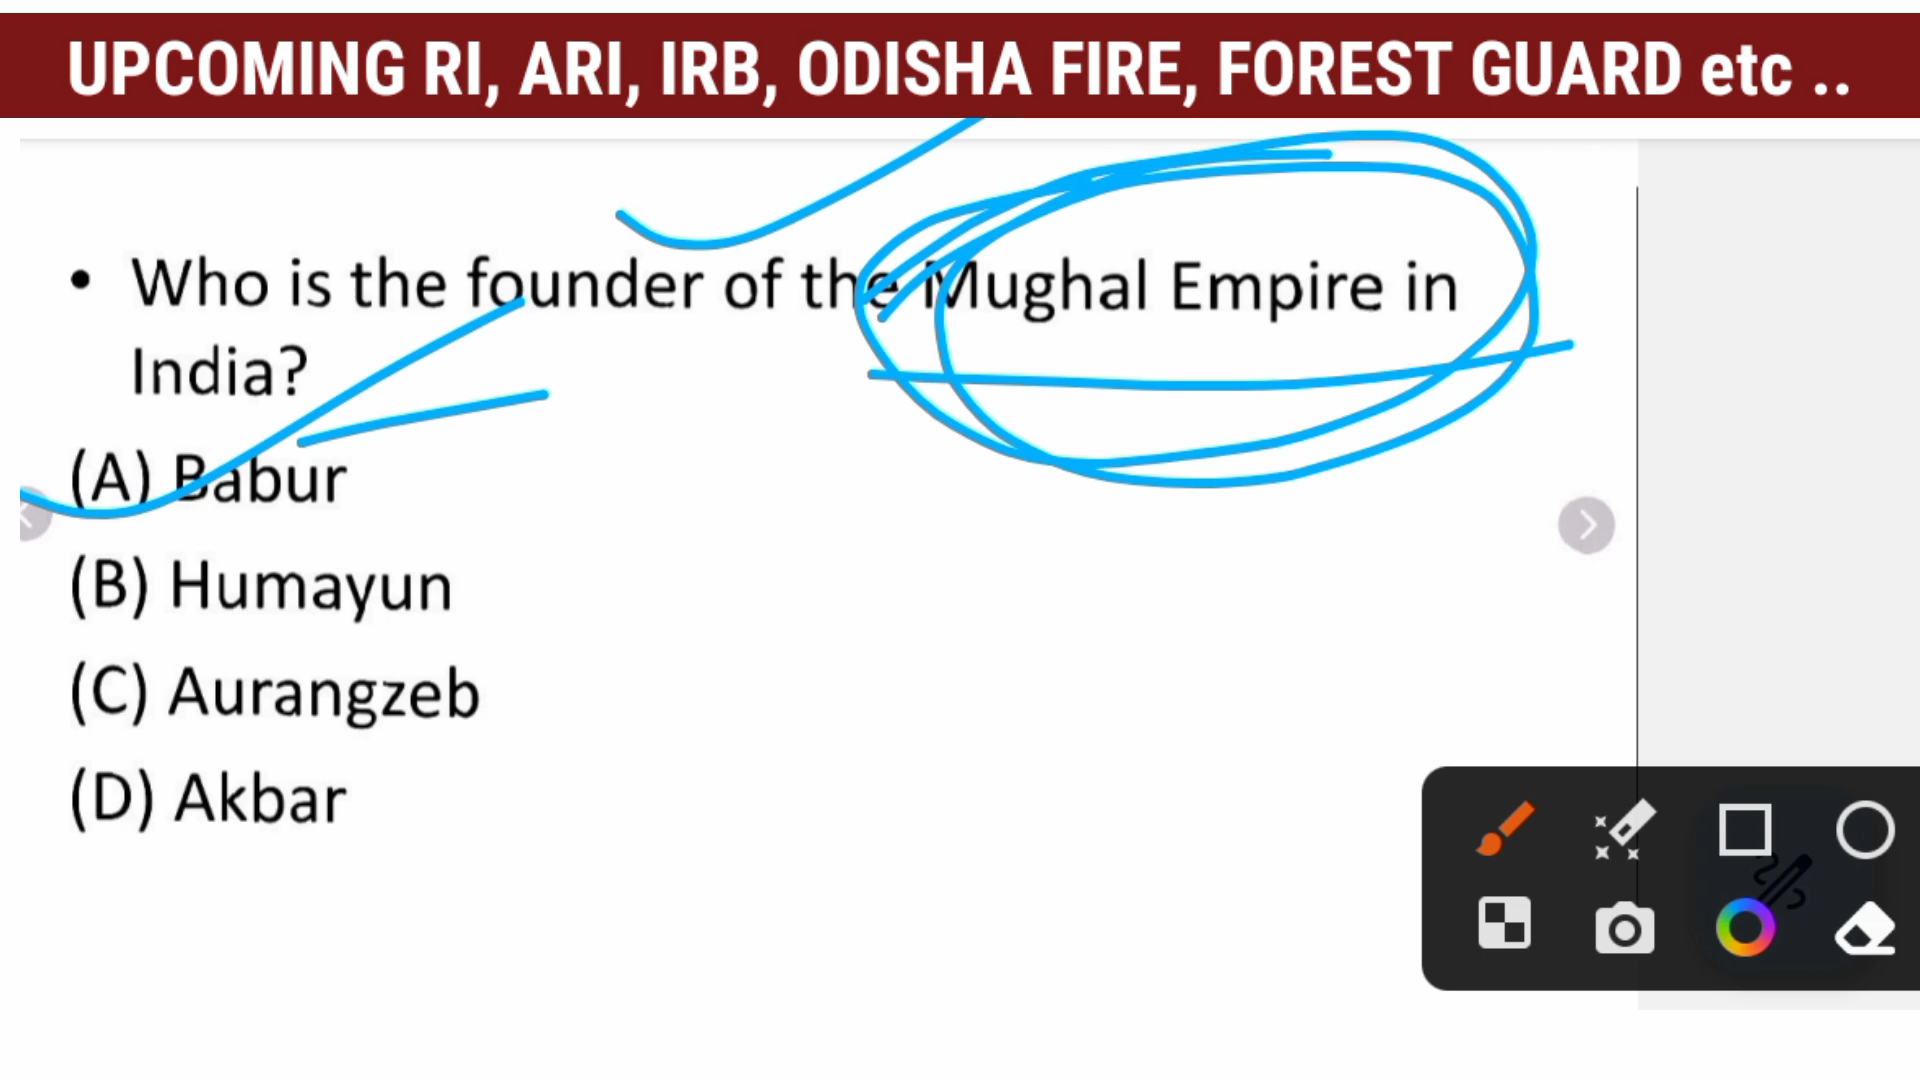 UPCOMING RI, ARI, IRB, ODISHA FIRE, FOREST GUARD etc ..
• Who is the founder of the Mughal Empire in
India?
(A) Babur
(B) Humayun
(C) Aurangzeb
(D) Akbar